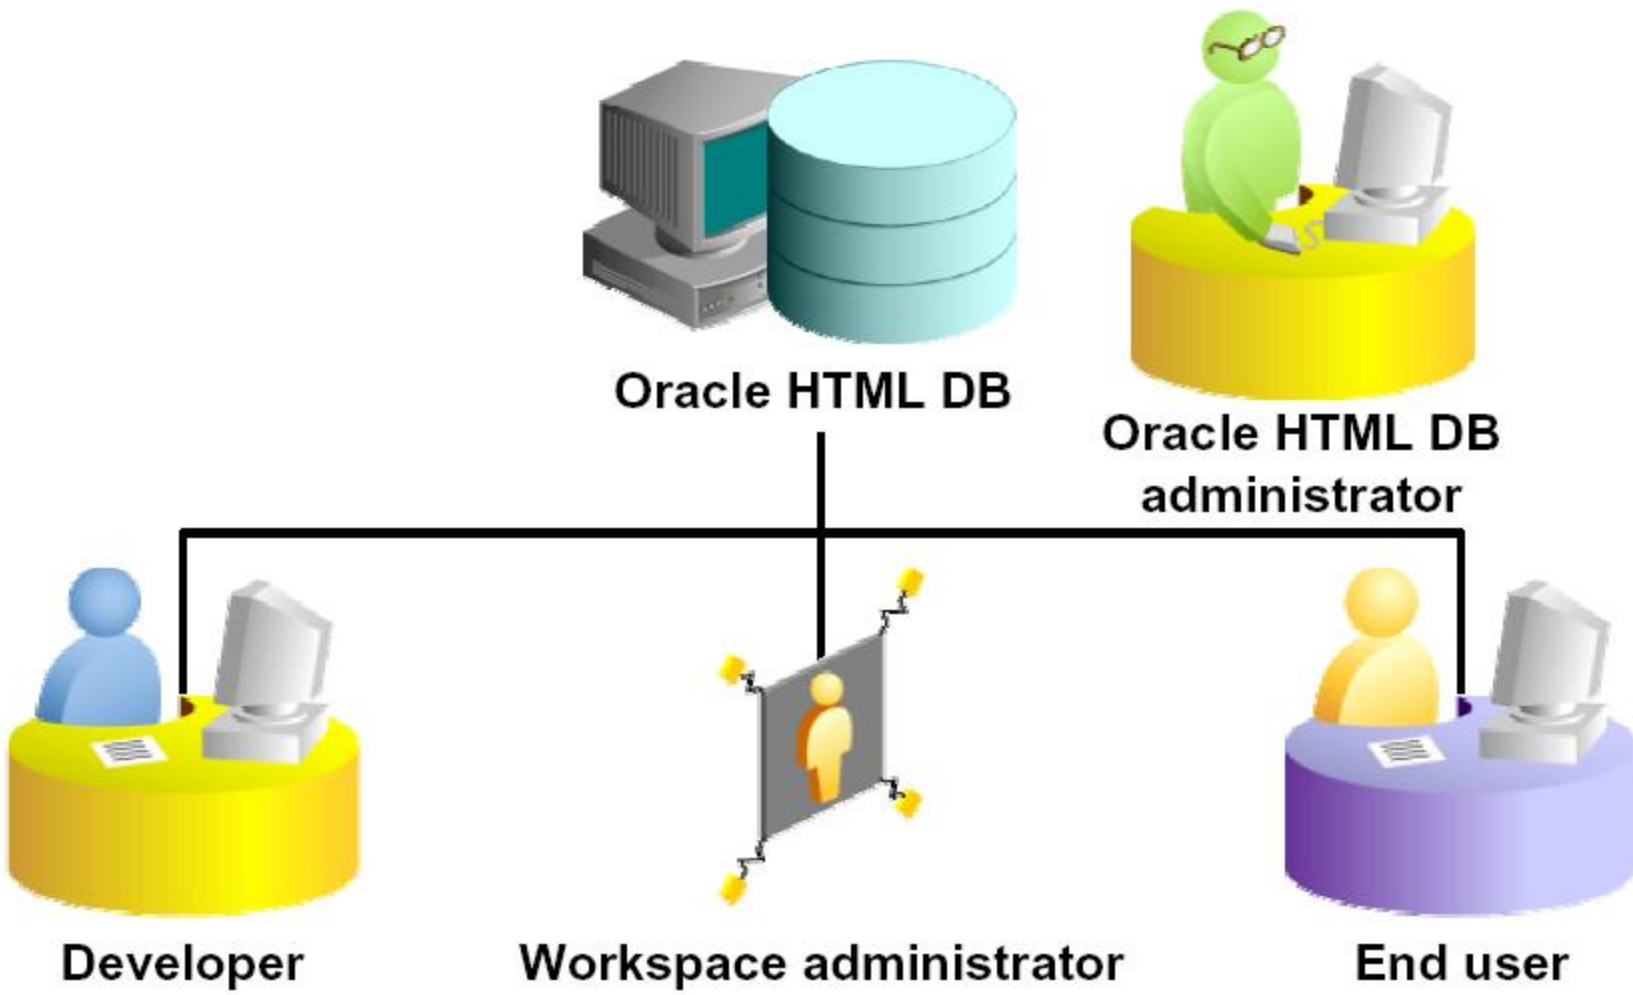 Oracle HTML DB
Oracle HTML DB
administrator
Developer
Workspace administrator
End user